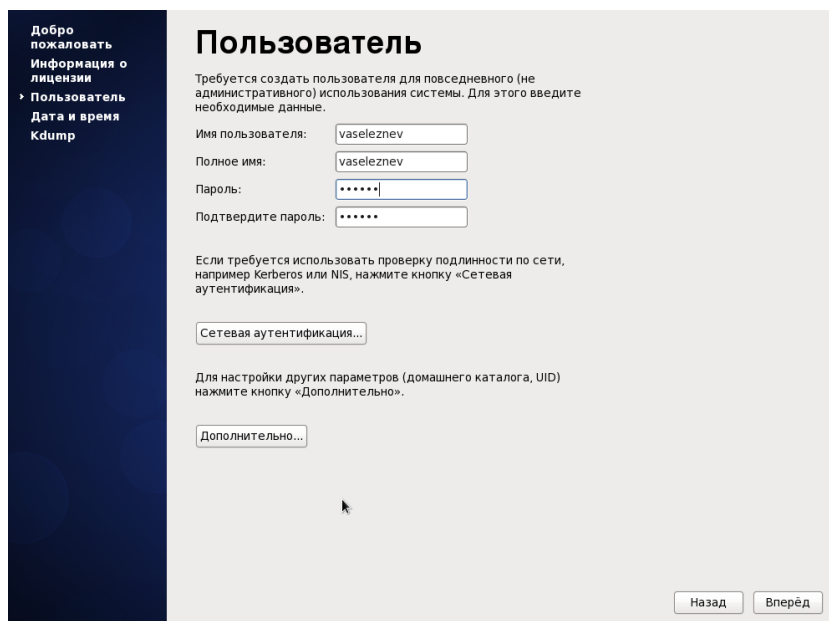 Добро
пожаловать
Информация о
лицензии
Пользователь
Дата и время
Kdump
Пользователь
Требуется создать пользователя для повседневного (не
административного) использования системы. Для этого введите
необходимые данные.
Имя пользователя: vaseleznev
Полное имя: vaseleznev
Пароль: ••••••
Подтвердите пароль: ••••••
Если требуется использовать проверку подлинности по сети,
например Kerberos или NIS, нажмите кнопку «Сетевая
аутентификация».
Сетевая аутентификация...
Для настройки других параметров (домашнего каталога, UID)
нажмите кнопку «Дополнительно».
Дополнительно...
Назад Вперёд